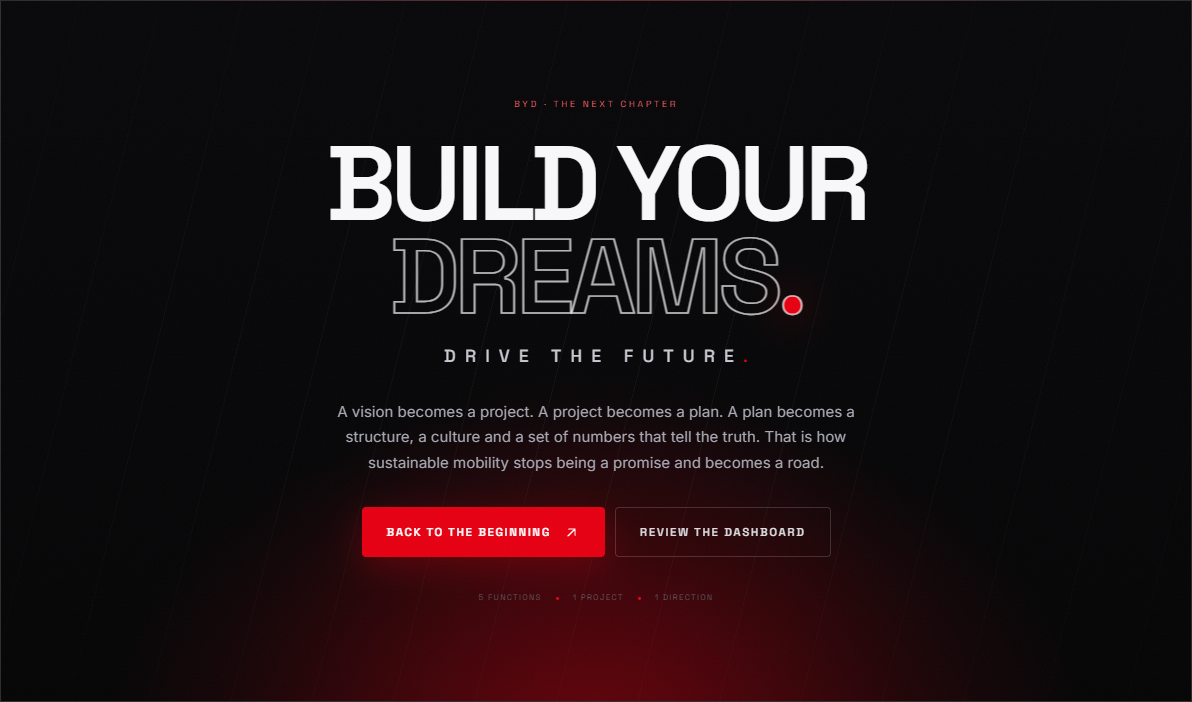 BYD · THE NEXT CHAPTER
BUILD YOUR
DREAMS.
DRIVE THE FUTURE.
A vision becomes a project. A project becomes a plan. A plan becomes a
structure, a culture and a set of numbers that tell the truth. That is how
sustainable mobility stops being a promise and becomes a road.
BACK TO THE BEGINNING ↗ REVIEW THE DASHBOARD
5 FUNCTIONS • 1 PROJECT • 1 DIRECTION